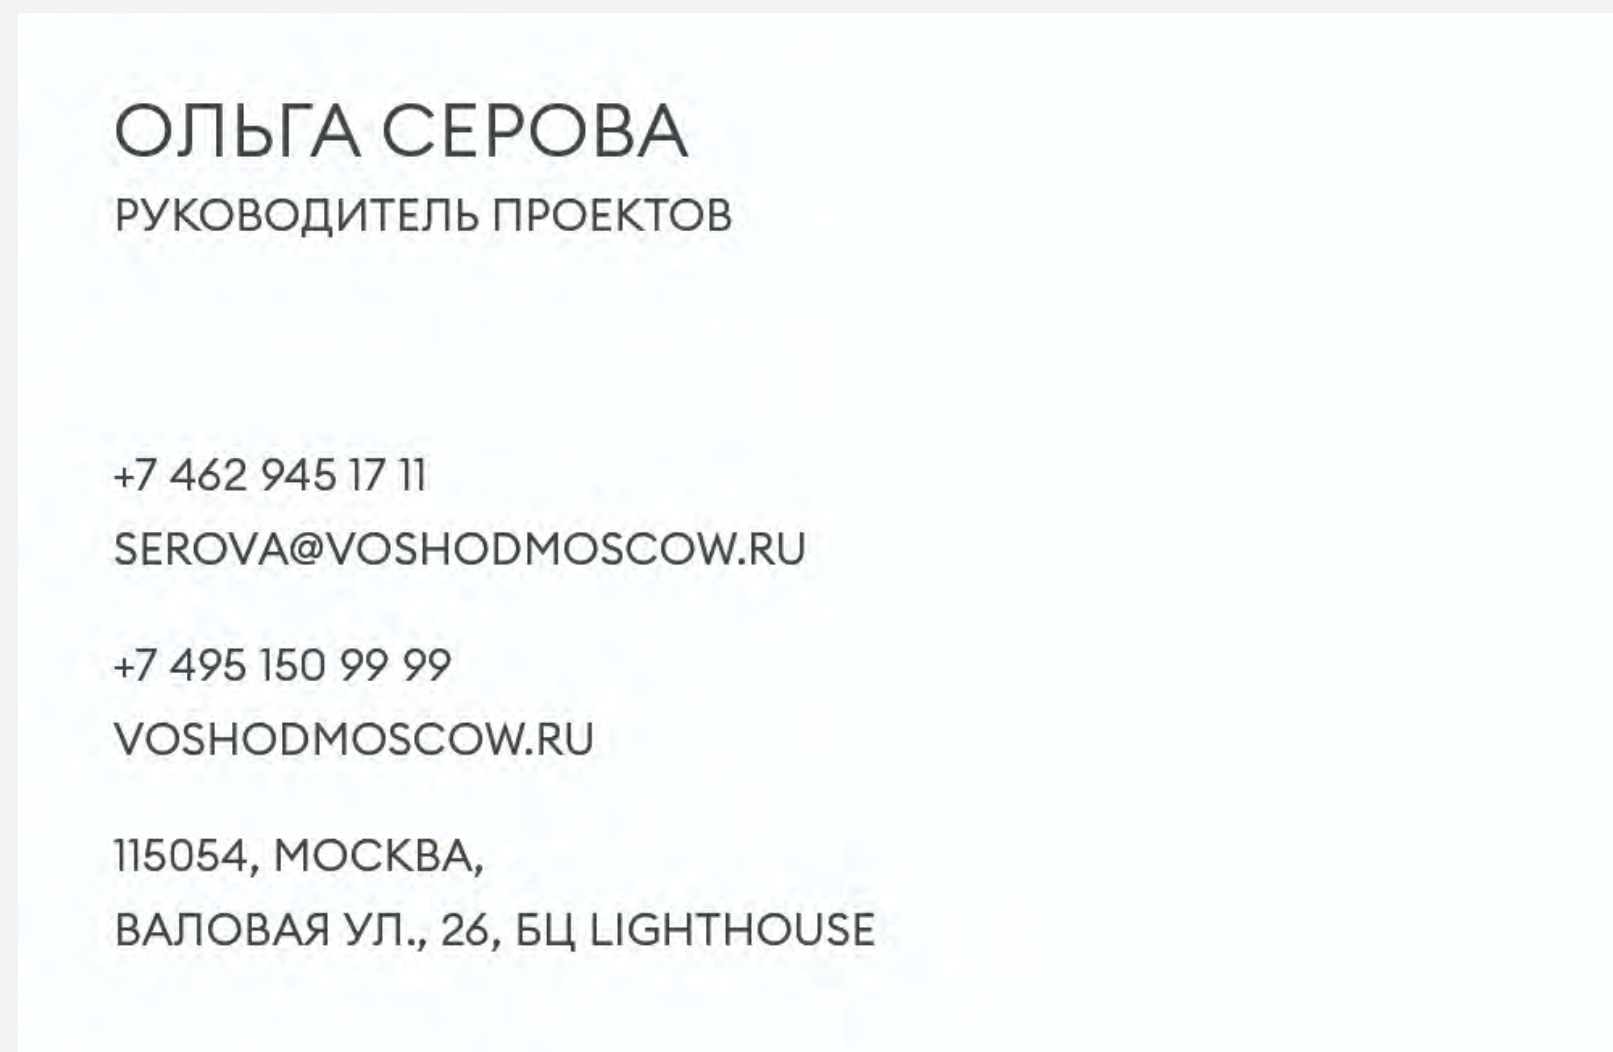 ОЛЬГА СЕРОВА
РУКОВОДИТЕЛЬ ПРОЕКТОВ
+7 462 945 17 11
SEROVA@VOSHODMOSCOW.RU
+7 495 150 99 99
VOSHODMOSCOW.RU
115054, МОСКВА,
ВАЛОВАЯ УЛ., 26, БЦ LIGHTHOUSE